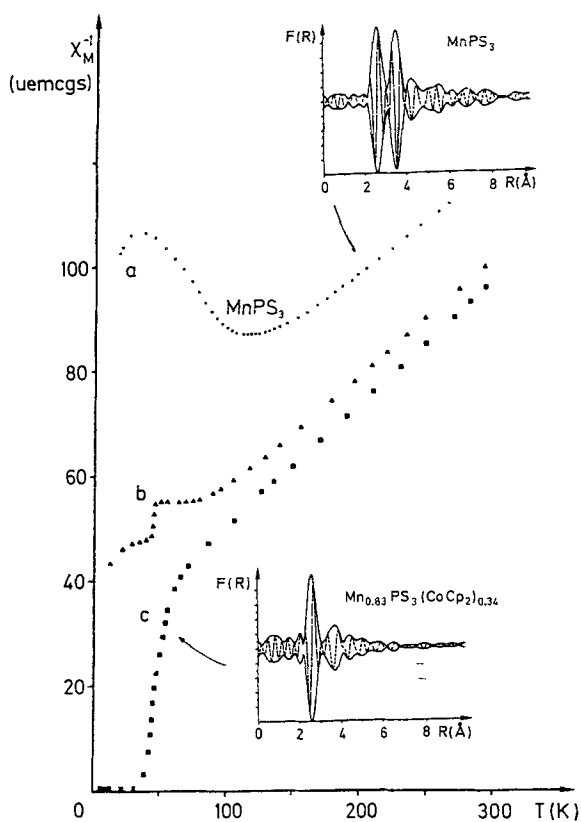 χ_M^-1
(uemcgs)
F(R)
MnPS₃
0 2 4 6 8 R(Å)
a
MnPS₃
100
80
60
40
20
b
c
F(R)
Mn₀.₈₃PS₃(CoCp₂)₀.₃₄
0 2 4 6 8 R(Å)
0 100 200 300 T(K)